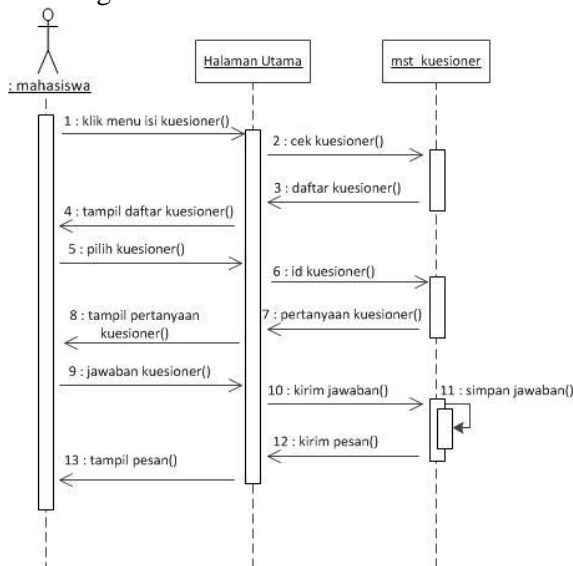 Halaman Utama
mst_kuesioner
: mahasiswa
1 : klik menu isi kuesioner()
2 : cek kuesioner()
3 : daftar kuesioner()
4 : tampil daftar kuesioner()
5 : pilih kuesioner()
6 : id kuesioner()
7 : pertanyaan kuesioner()
8 : tampil pertanyaan
kuesioner()
9 : jawaban kuesioner()
10 : kirim jawaban()
11 : simpan jawaban()
12 : kirim pesan()
13 : tampil pesan()